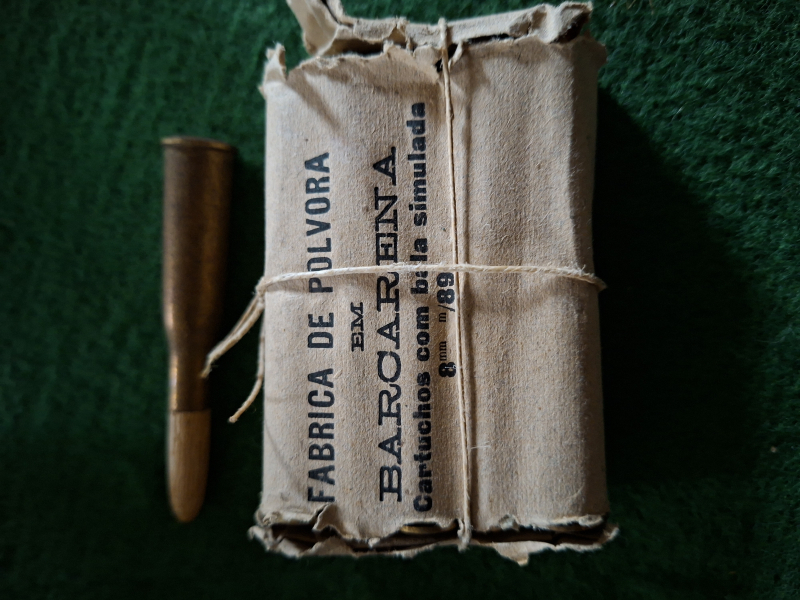 FABRICA DE POLVORA
EM
BARCARENA
Cartuchos com bala simulada
8mm m/89